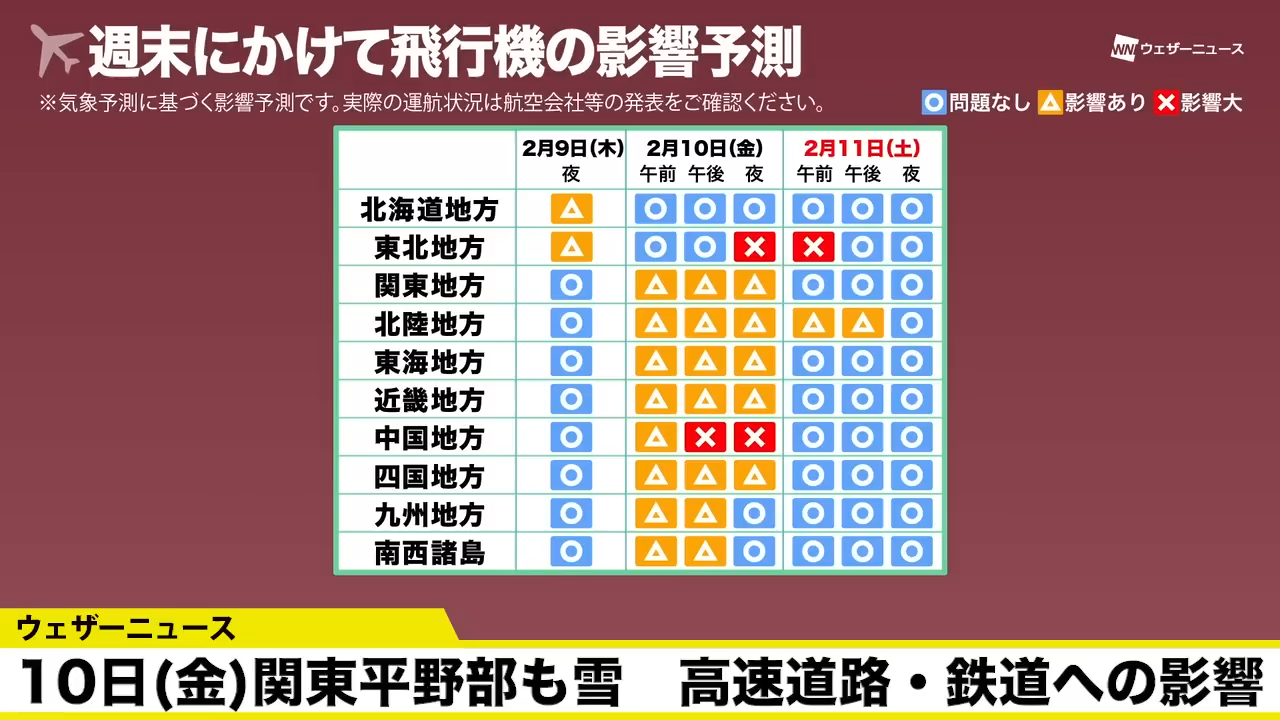 週末にかけて飛行機の影響予測
WN ウェザーニュース
※気象予測に基づく影響予測です。実際の運航状況は航空会社等の発表をご確認ください。
○問題なし △影響あり ×影響大
2月9日(木) 2月10日(金) 2月11日(土)
夜 午前 午後 夜 午前 午後 夜
北海道地方 △ ○ ○ ○ ○ ○ ○
東北地方 △ ○ ○ × × ○ ○
関東地方 ○ △ △ △ ○ ○ ○
北陸地方 ○ △ △ △ △ △ ○
東海地方 ○ △ △ △ ○ ○ ○
近畿地方 ○ △ △ △ ○ ○ ○
中国地方 ○ △ × × ○ ○ ○
四国地方 ○ △ △ △ ○ ○ ○
九州地方 ○ △ △ ○ ○ ○ ○
南西諸島 ○ △ △ ○ ○ ○ ○
ウェザーニュース
10日(金)関東平野部も雪 高速道路・鉄道への影響